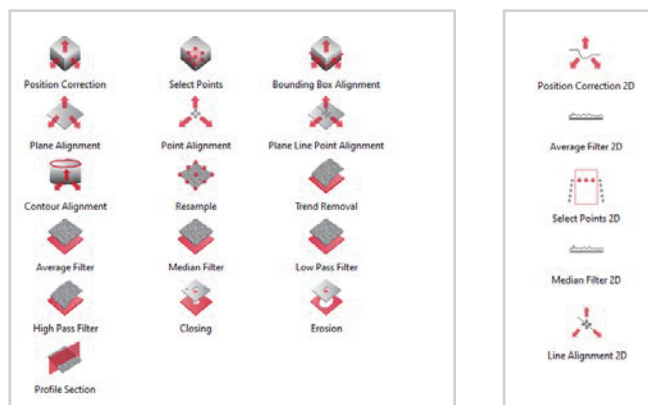 Position Correction
Select Points
Bounding Box Alignment
Plane Alignment
Point Alignment
Plane Line Point Alignment
Contour Alignment
Resample
Trend Removal
Average Filter
Median Filter
Low Pass Filter
High Pass Filter
Closing
Erosion
Profile Section
Position Correction 2D
Average Filter 2D
Select Points 2D
Median Filter 2D
Line Alignment 2D